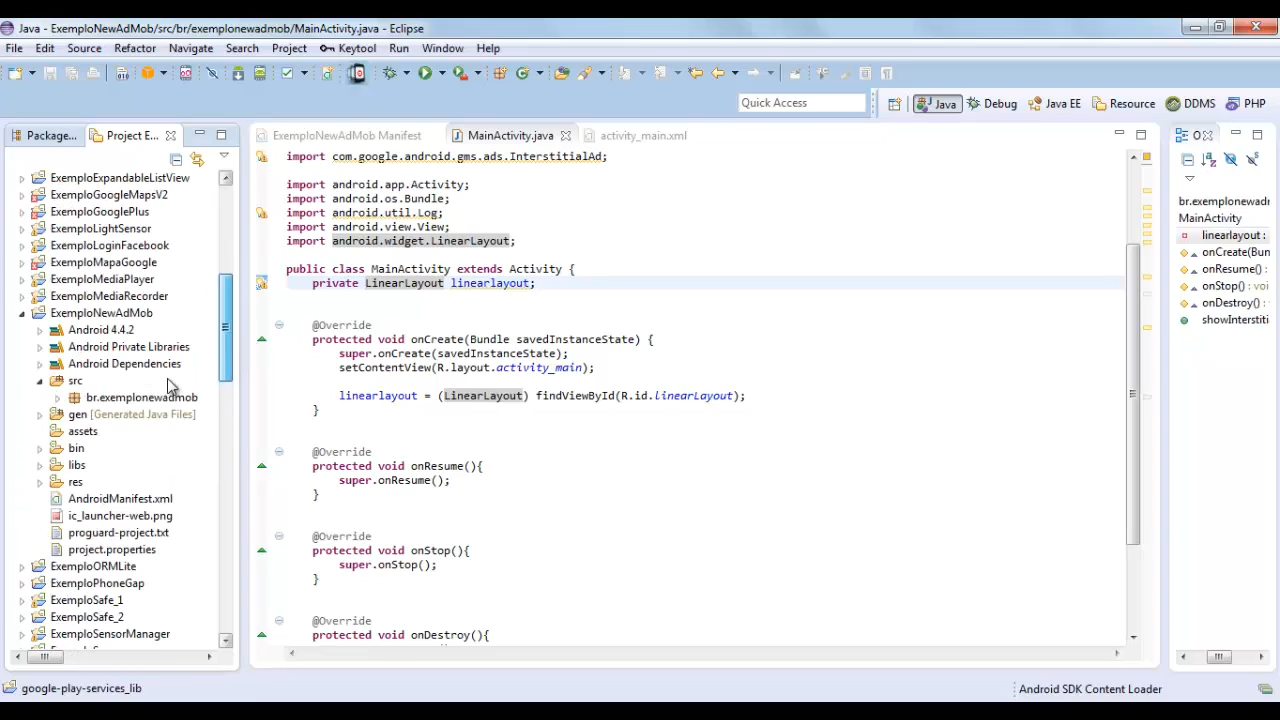 Java - ExemploNewAdMob/src/br/exemplonewadmob/MainActivity.java - Eclipse
File Edit Source Refactor Navigate Search Project Keytool Run Window Help
Quick Access
Java Debug Java EE Resource DDMS PHP
Package... Project E...
ExemploExpandableListView
ExemploGoogleMapsV2
ExemploGooglePlus
ExemploLightSensor
ExemploLoginFacebook
ExemploMapaGoogle
ExemploMediaPlayer
ExemploMediaRecorder
ExemploNewAdMob
Android 4.4.2
Android Private Libraries
Android Dependencies
src
br.exemplonewadmob
gen [Generated Java Files]
assets
bin
libs
res
AndroidManifest.xml
ic_launcher-web.png
proguard-project.txt
project.properties
ExemploORMLite
ExemploPhoneGap
ExemploSafe_1
ExemploSafe_2
ExemploSensorManager
ExemploNewAdMob Manifest MainActivity.java activity_main.xml
import com.google.android.gms.ads.InterstitialAd;
import android.app.Activity;
import android.os.Bundle;
import android.util.Log;
import android.view.View;
import android.widget.LinearLayout;
public class MainActivity extends Activity {
private LinearLayout linearlayout;
@Override
protected void onCreate(Bundle savedInstanceState) {
super.onCreate(savedInstanceState);
setContentView(R.layout.activity_main);
linearlayout = (LinearLayout) findViewById(R.id.linearLayout);
}
@Override
protected void onResume(){
super.onResume();
}
@Override
protected void onStop(){
super.onStop();
}
@Override
protected void onDestroy(){
O
br.exemplonewadn
MainActivity
linearlayout :
onCreate(Bun
onResume() :
onStop() : voi
onDestroy() :
showInterstiti
google-play-services_lib
Android SDK Content Loader